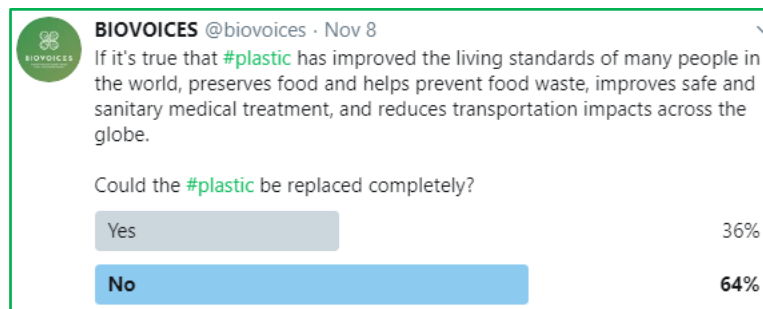 BIOVOICES @biovoices · Nov 8
BIOVOICES
If it's true that #plastic has improved the living standards of many people in
the world, preserves food and helps prevent food waste, improves safe and
sanitary medical treatment, and reduces transportation impacts across the
globe.
Could the #plastic be replaced completely?
Yes 36%
No 64%